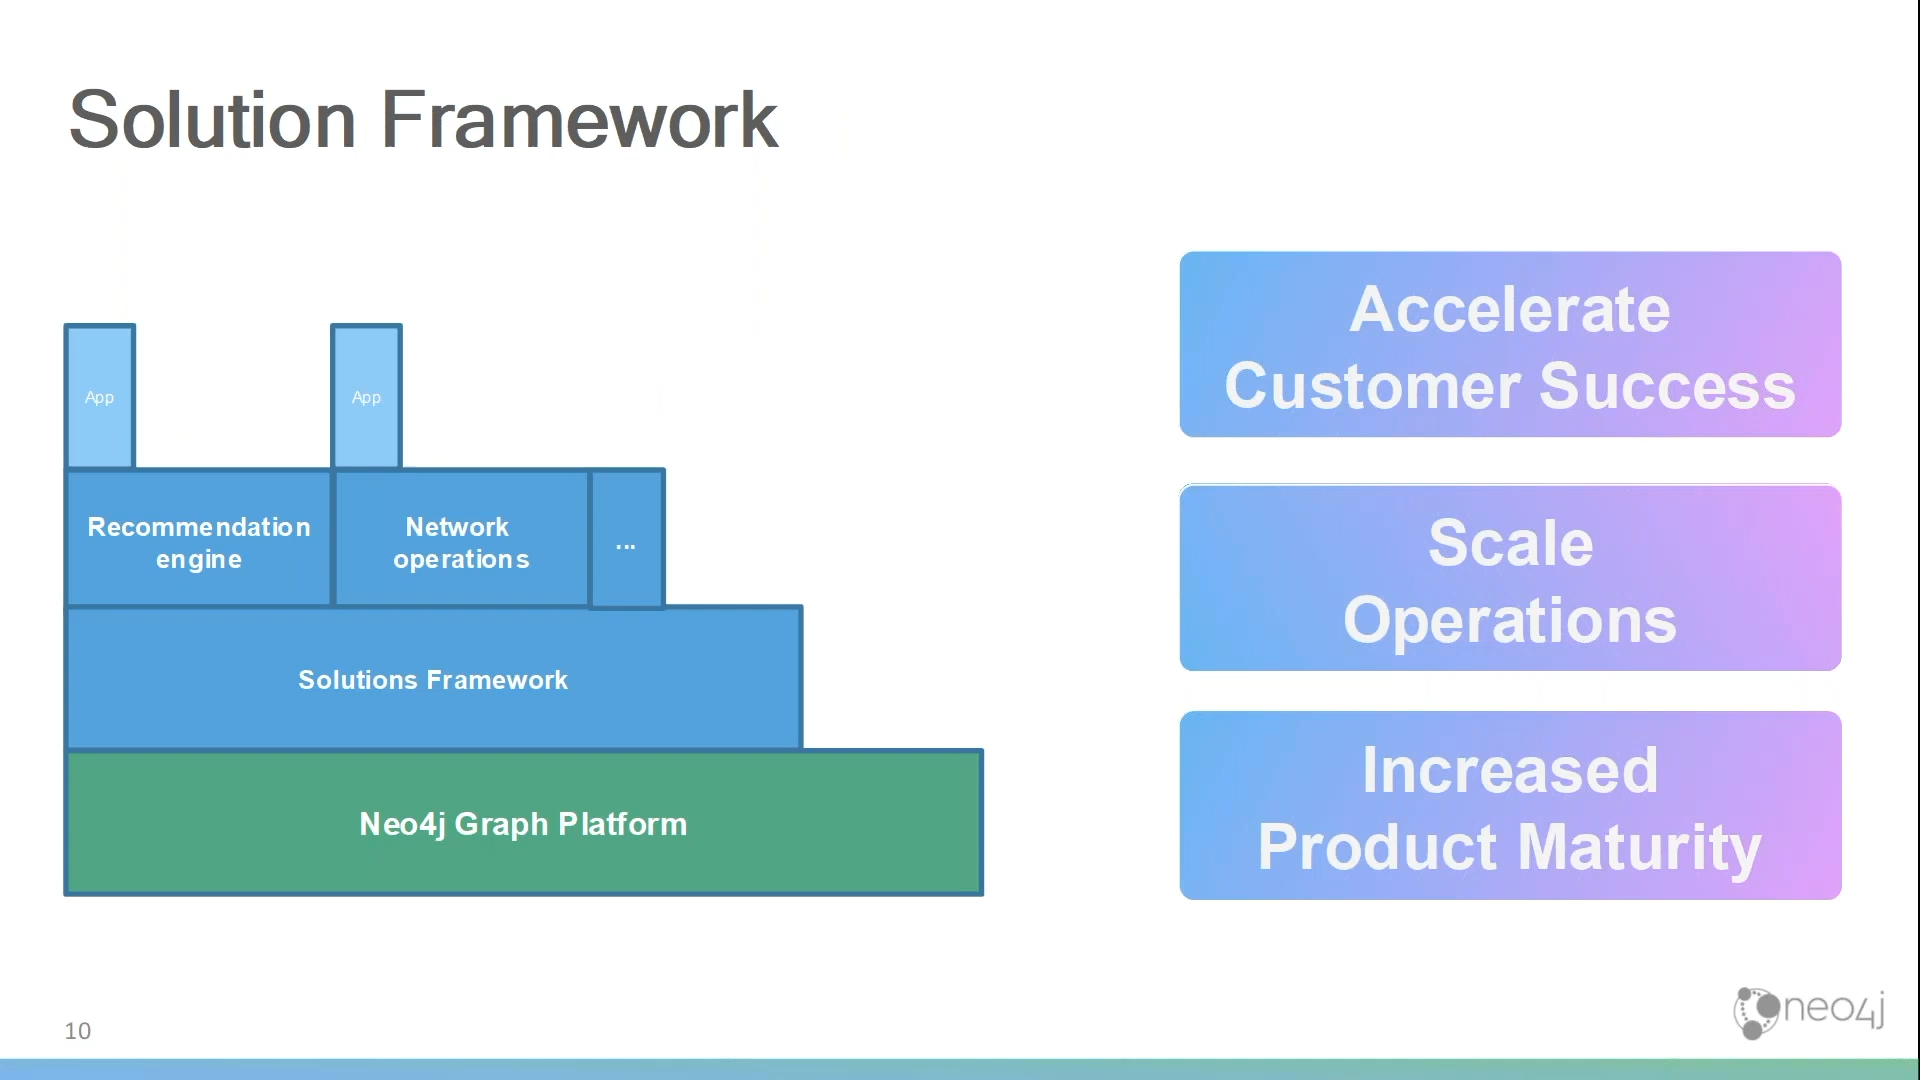 Solution Framework
App
App
Recommendation
engine
Network
operations
...
Solutions Framework
Neo4j Graph Platform
Accelerate
Customer Success
Scale
Operations
Increased
Product Maturity
10
neo4j